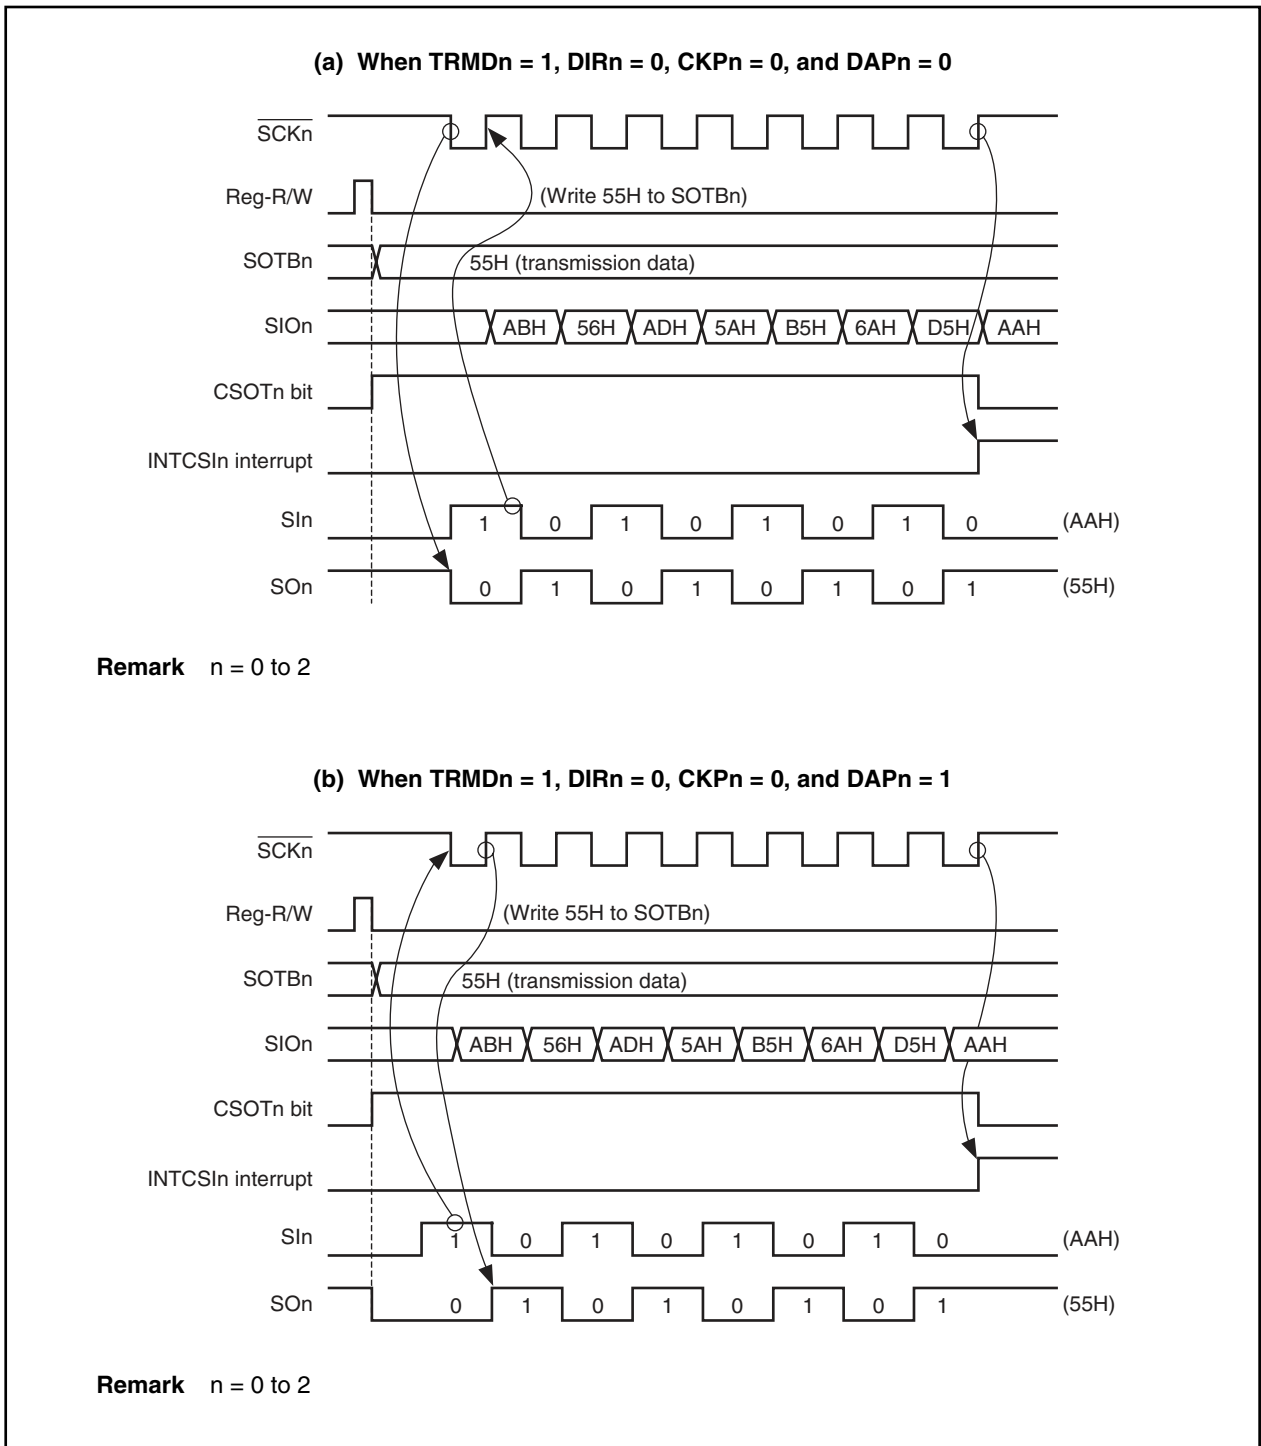 (a) When TRMDn = 1, DIRn = 0, CKPn = 0, and DAPn = 0
SCKn
Reg-R/W
(Write 55H to SOTBn)
SOTBn
55H (transmission data)
SIOn
ABH 56H ADH 5AH B5H 6AH D5H AAH
CSOTn bit
INTCSIn interrupt
SIn
1 0 1 0 1 0 1 0 (AAH)
SOn
0 1 0 1 0 1 0 1 (55H)
Remark n = 0 to 2
(b) When TRMDn = 1, DIRn = 0, CKPn = 0, and DAPn = 1
SCKn
Reg-R/W
(Write 55H to SOTBn)
SOTBn
55H (transmission data)
SIOn
ABH 56H ADH 5AH B5H 6AH D5H AAH
CSOTn bit
INTCSIn interrupt
SIn
1 0 1 0 1 0 1 0 (AAH)
SOn
0 1 0 1 0 1 0 1 (55H)
Remark n = 0 to 2